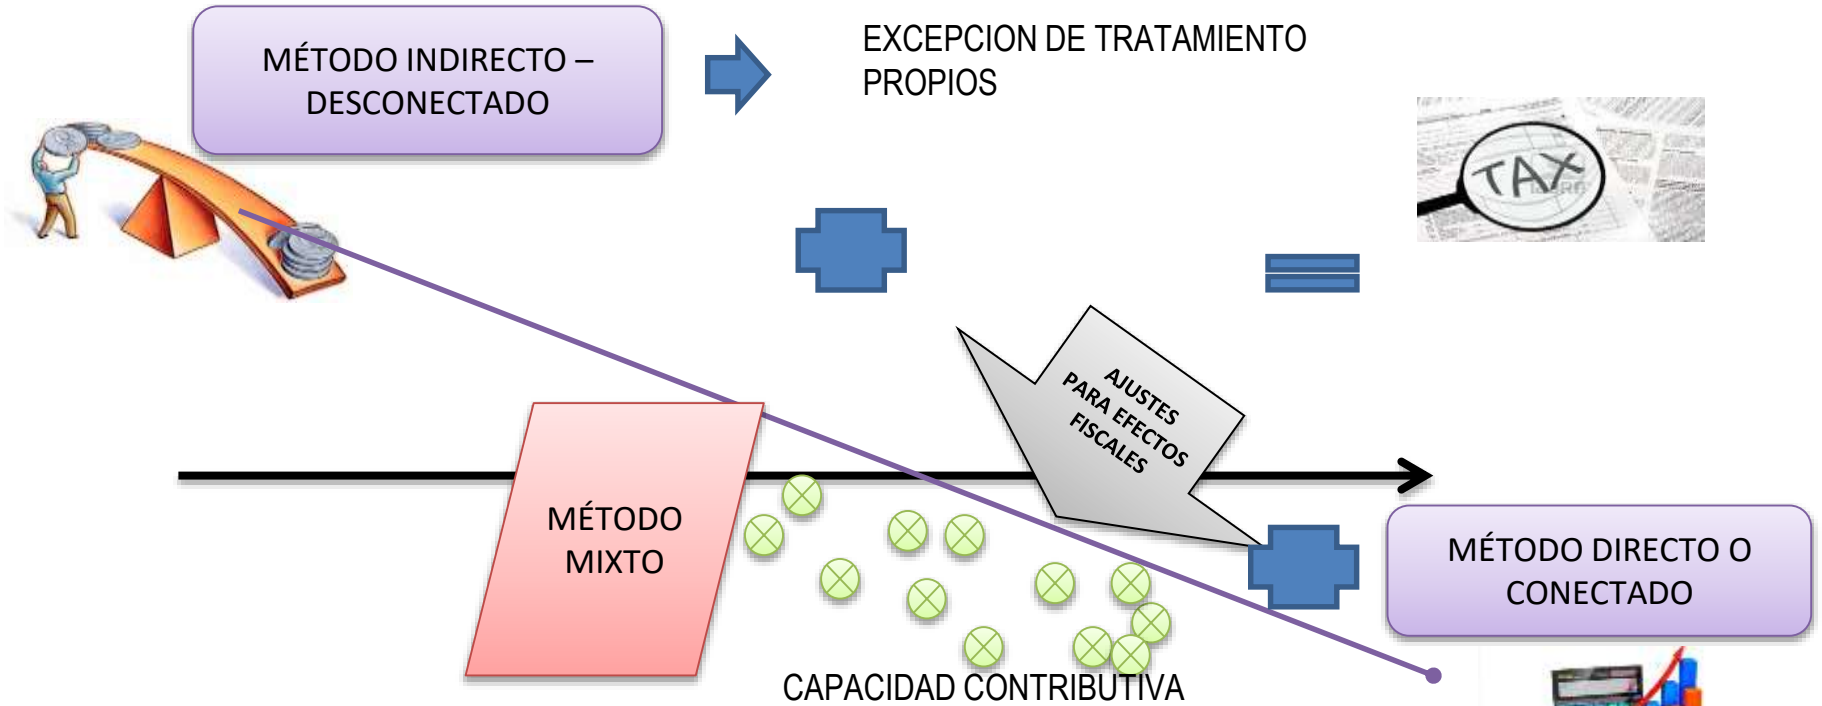 MÉTODO INDIRECTO –
DESCONECTADO
EXCEPCION DE TRATAMIENTO
PROPIOS
TAX
AJUSTES
PARA EFECTOS
FISCALES
MÉTODO
MIXTO
MÉTODO DIRECTO O
CONECTADO
CAPACIDAD CONTRIBUTIVA